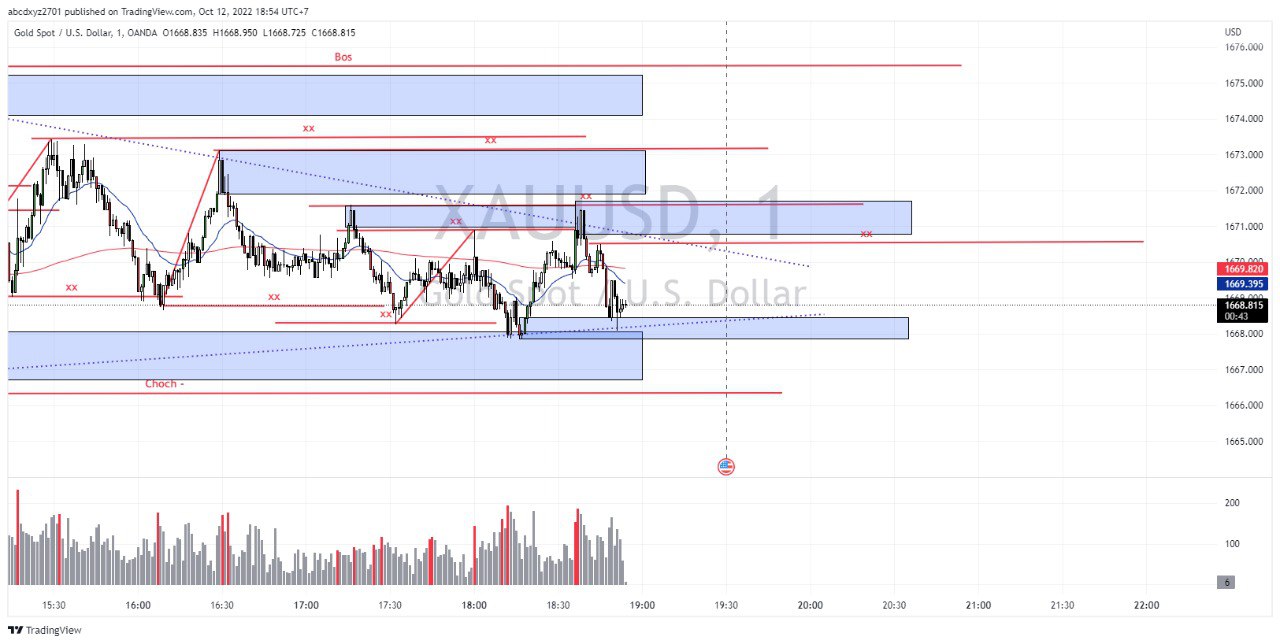 abcdxyz2701 published on TradingView.com, Oct 12, 2022 18:54 UTC+7
Gold Spot / U.S. Dollar, 1, OANDA O1668.835 H1668.950 L1668.725 C1668.815
USD
1676.000
Bos
1675.000
1674.000
xx
xx
1673.000
1672.000
XAUUSD, 1
xx
xx
1671.000
xx
1670.000
1669.820
1669.395
Gold Spot / U.S. Dollar
xx
xx
1669.000
1668.815
00:43
xx
1668.000
1667.000
Choch -
1666.000
1665.000
200
100
6
15:30 16:00 16:30 17:00 17:30 18:00 18:30 19:00 19:30 20:00 20:30 21:00 21:30 22:00
TradingView